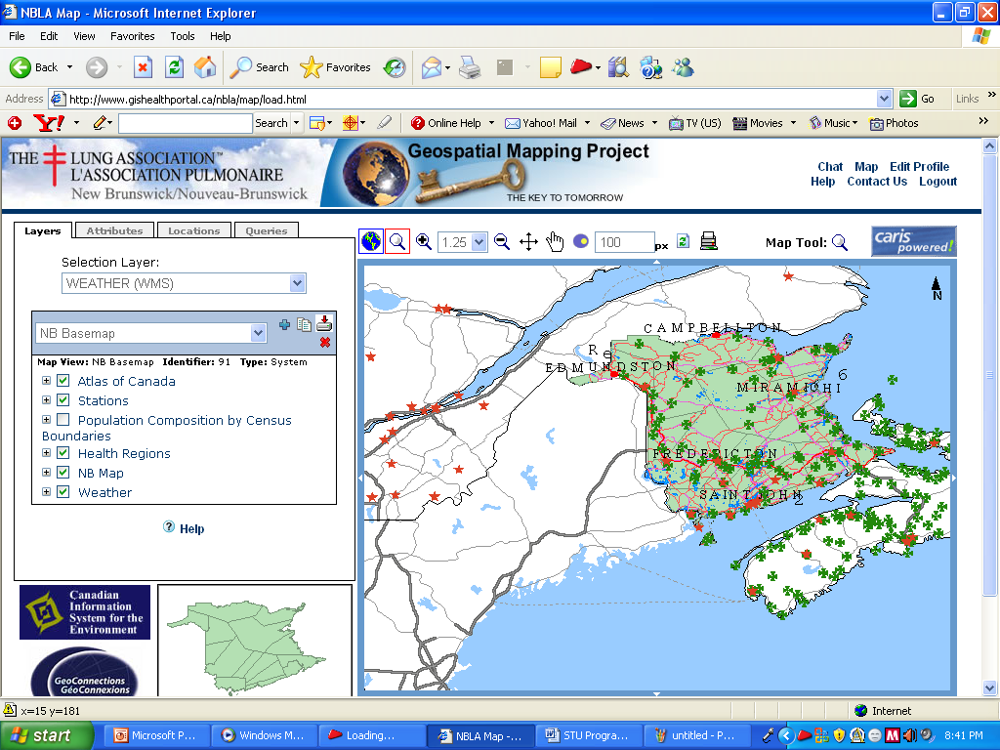 NBLA Map - Microsoft Internet Explorer
File Edit View Favorites Tools Help
Back Search Favorites
Address http://www.gishealthportal.ca/nbla/map/load.html Go Links »
Y! Search Online Help Yahoo! Mail News TV (US) Movies Music Photos »
THE LUNG ASSOCIATION™
L'ASSOCIATION PULMONAIRE
New Brunswick/Nouveau-Brunswick
Geospatial Mapping Project
THE KEY TO TOMORROW
Chat Map Edit Profile
Help Contact Us Logout
Layers Attributes Locations Queries
1.25 100 px Map Tool:
caris
powered!
Selection Layer:
WEATHER (WMS)
NB Basemap
Map View: NB Basemap Identifier: 91 Type: System
Atlas of Canada
Stations
Population Composition by Census
Boundaries
Health Regions
NB Map
Weather
Help
N
CAMPBELLTON
Re
EDMUNDSTON
6
MIRAMICHI
FREDERICTON
SAINT JOHN
2
Canadian
Information
System for the
Environment
GeoConnections
GéoConnexions
x=15 y=181 Internet
start Microsoft P... Windows M... Loading... NBLA Map -... STU Progra... untitled - P... 8:41 PM